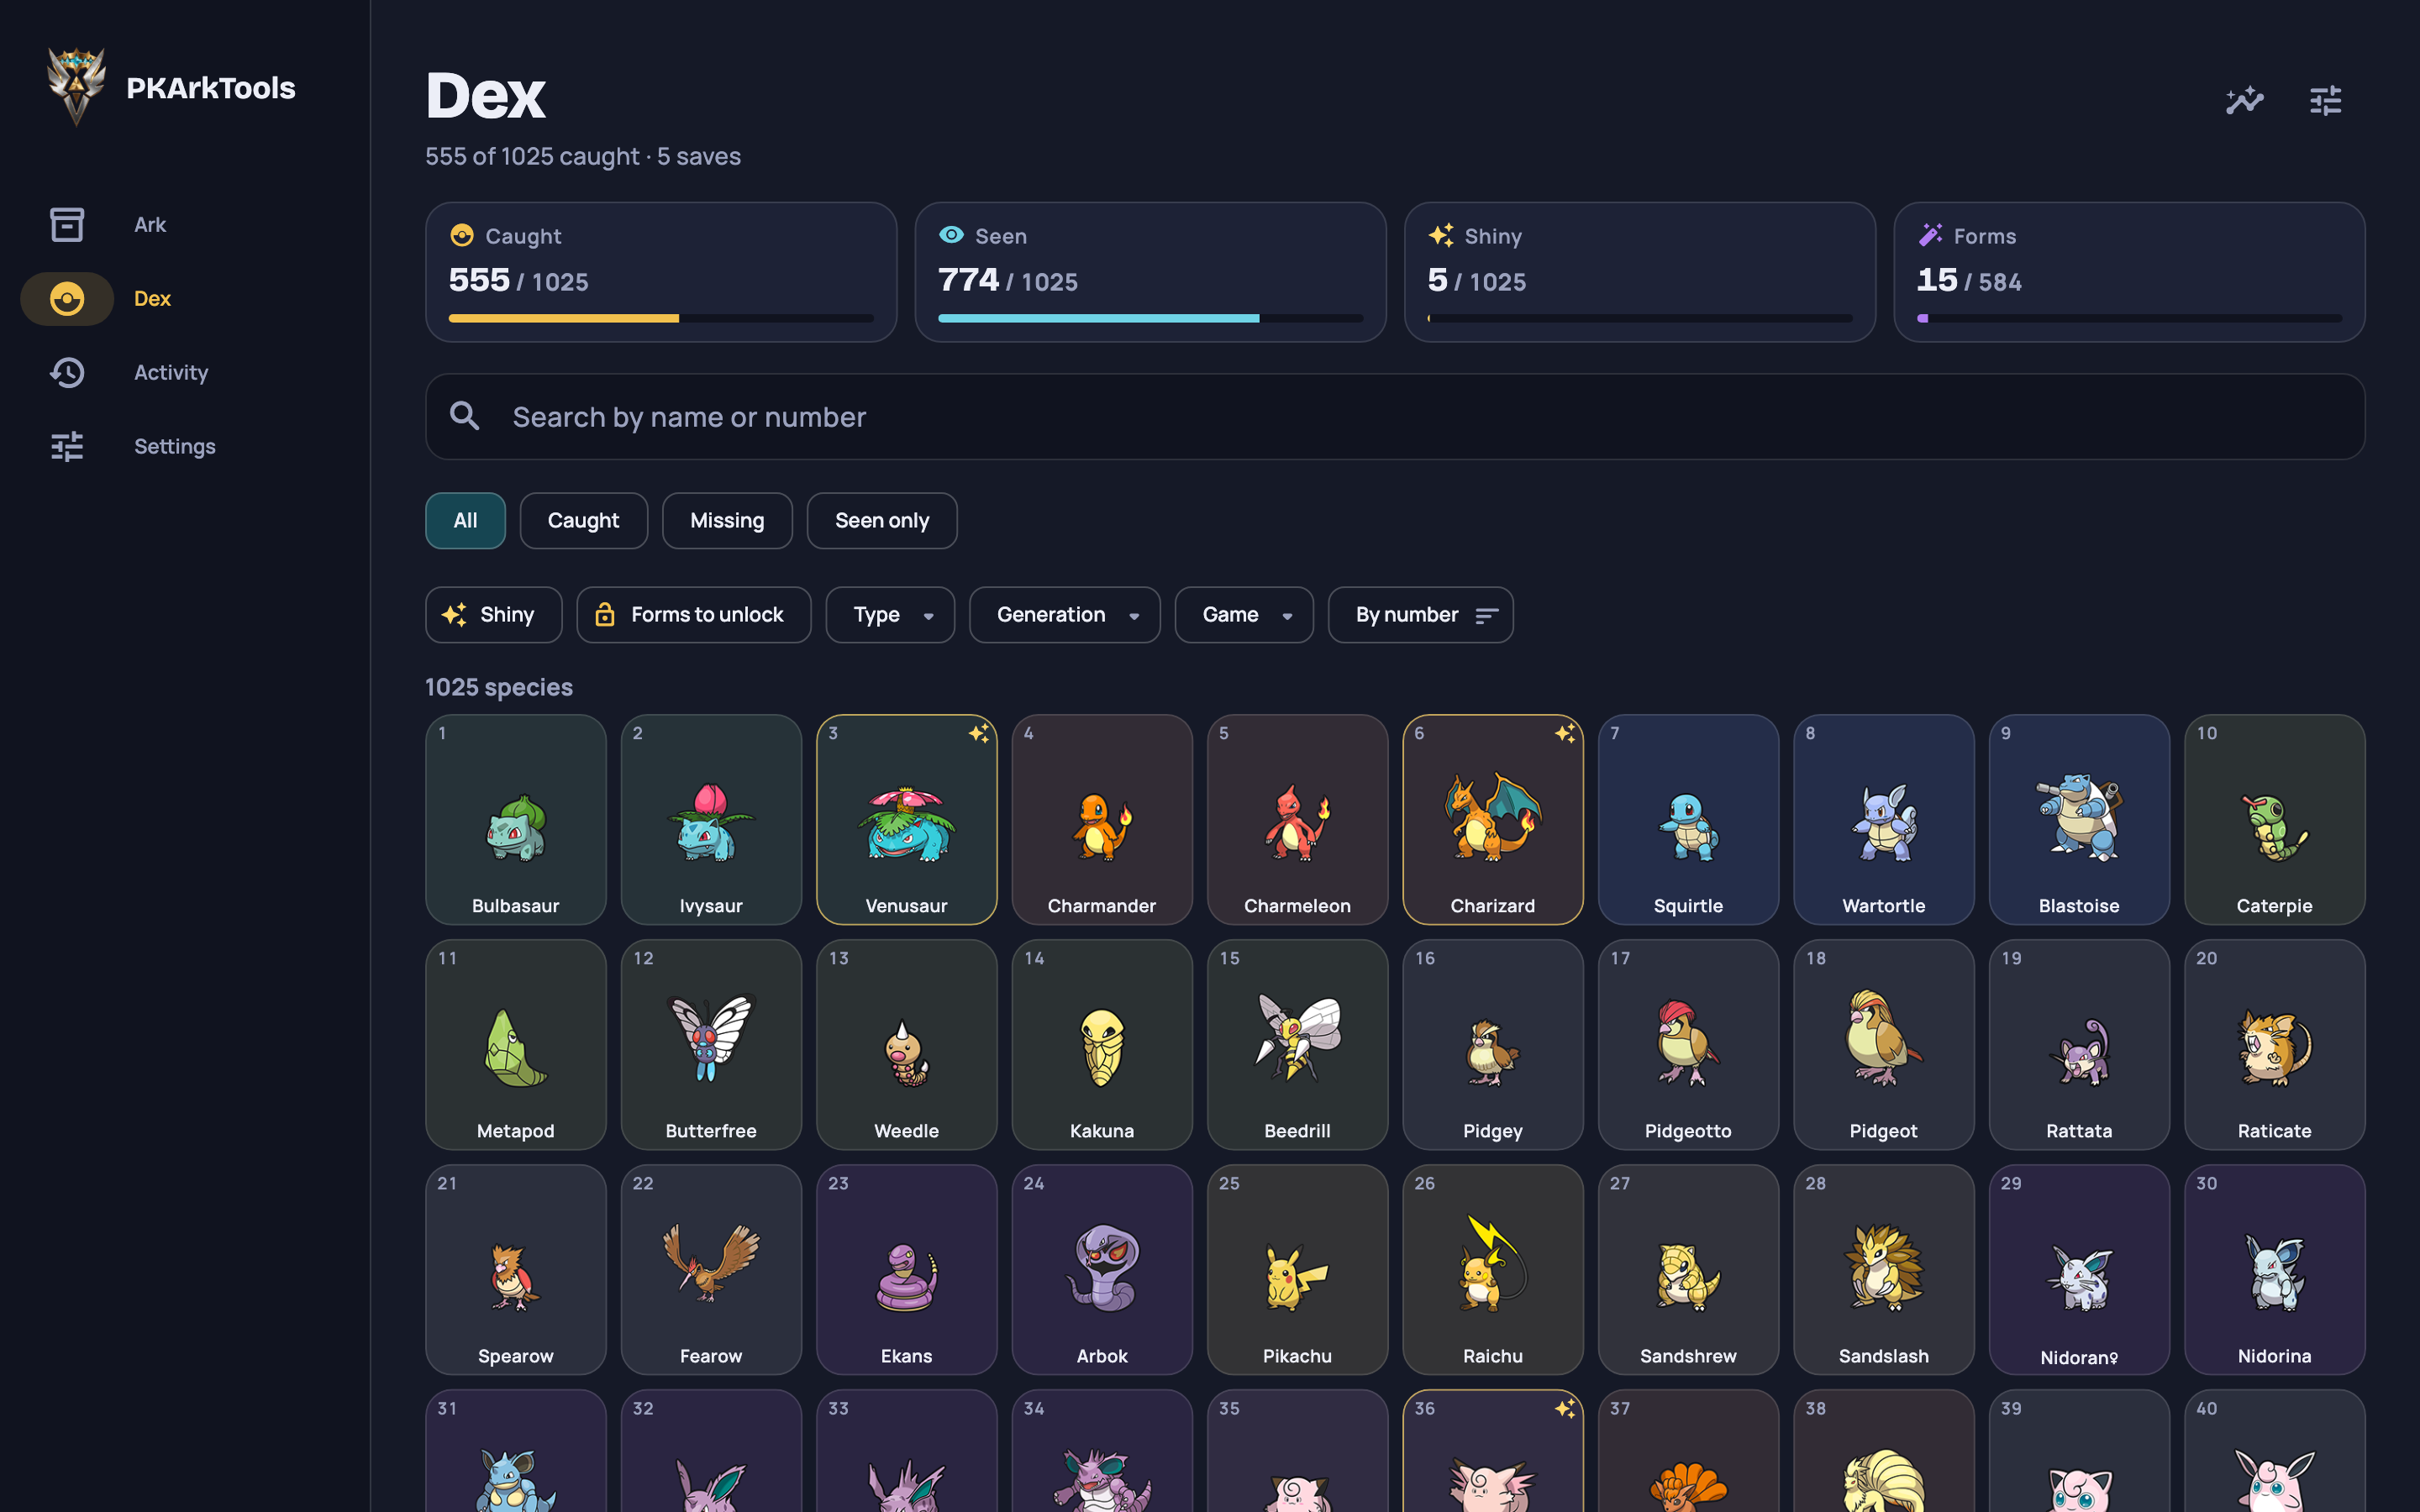 PKArkTools
Ark
Dex
Activity
Settings
Dex
555 of 1025 caught · 5 saves
Caught
555 / 1025
Seen
774 / 1025
Shiny
5 / 1025
Forms
15 / 584
Search by name or number
All
Caught
Missing
Seen only
Shiny
Forms to unlock
Type
Generation
Game
By number
1025 species
1
Bulbasaur
2
Ivysaur
3
Venusaur
4
Charmander
5
Charmeleon
6
Charizard
7
Squirtle
8
Wartortle
9
Blastoise
10
Caterpie
11
Metapod
12
Butterfree
13
Weedle
14
Kakuna
15
Beedrill
16
Pidgey
17
Pidgeotto
18
Pidgeot
19
Rattata
20
Raticate
21
Spearow
22
Fearow
23
Ekans
24
Arbok
25
Pikachu
26
Raichu
27
Sandshrew
28
Sandslash
29
Nidoran♀
30
Nidorina
31
32
33
34
35
36
37
38
39
40